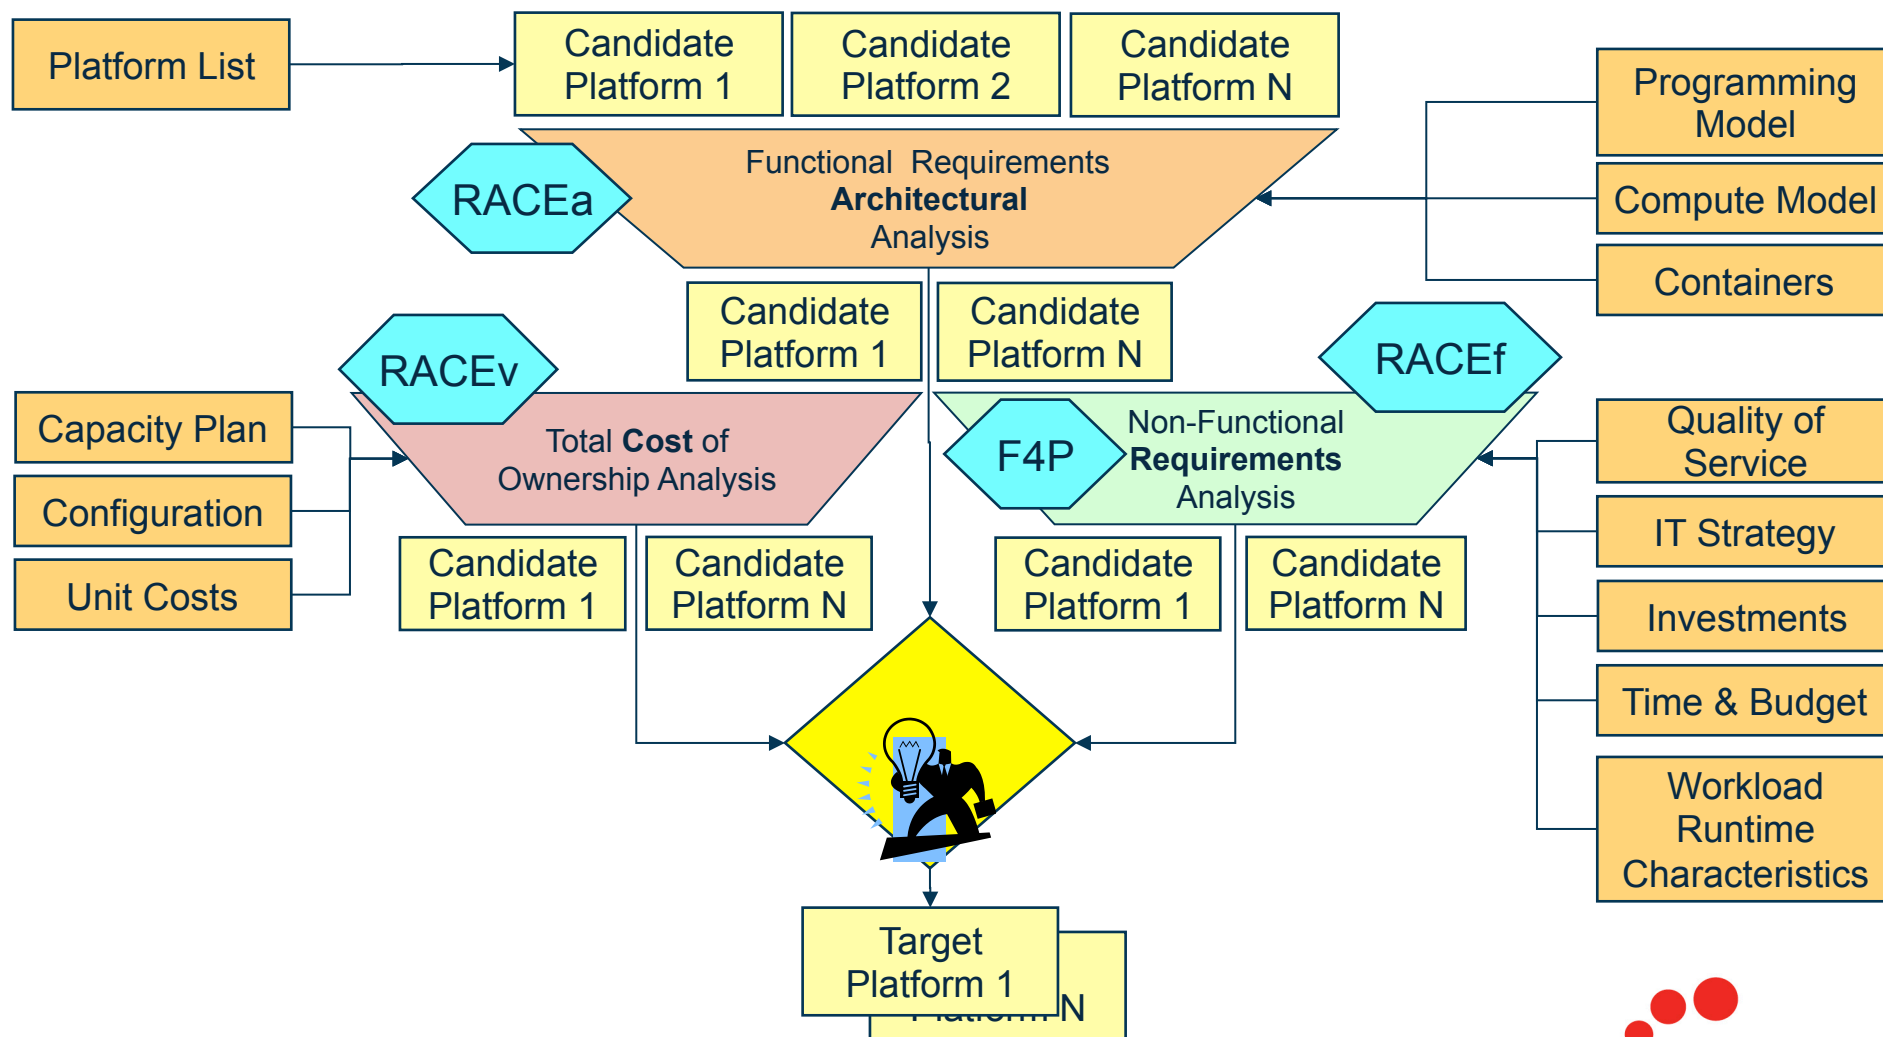 Platform List
Candidate
Platform 1
Candidate
Platform 2
Candidate
Platform N
Programming
Model
Compute Model
Containers
RACEa
Functional Requirements
Architectural
Analysis
Candidate
Platform 1
Candidate
Platform N
RACEv
RACEf
Capacity Plan
Configuration
Unit Costs
Total Cost of
Ownership Analysis
F4P
Non-Functional
Requirements
Analysis
Quality of
Service
IT Strategy
Investments
Time & Budget
Workload
Runtime
Characteristics
Candidate
Platform 1
Candidate
Platform N
Candidate
Platform 1
Candidate
Platform N
Target
Platform 1
Platform N